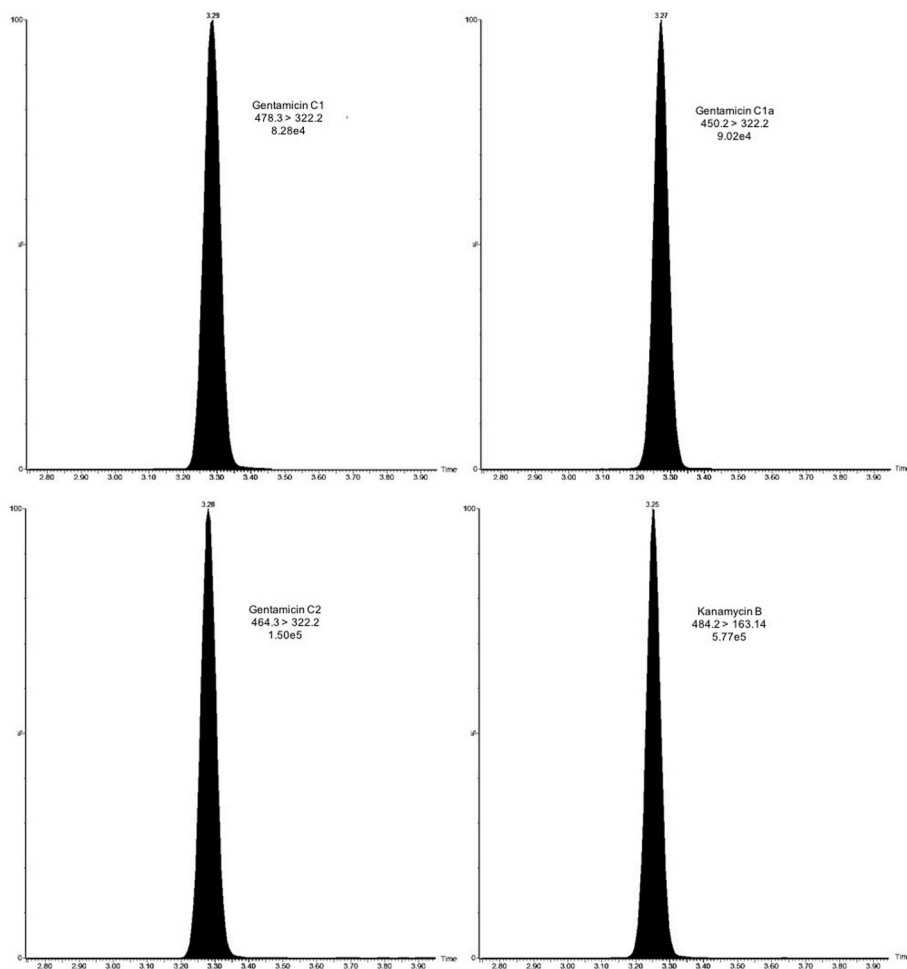 3.29
100
Gentamicin C1
478.3 > 322.2
8.28e4
%
0
Time
2.80 2.90 3.00 3.10 3.20 3.30 3.40 3.50 3.60 3.70 3.80 3.90
3.27
100
Gentamicin C1a
450.2 > 322.2
9.02e4
%
0
Time
2.80 2.90 3.00 3.10 3.20 3.30 3.40 3.50 3.60 3.70 3.80 3.90
3.28
100
Gentamicin C2
464.3 > 322.2
1.50e5
%
0
Time
2.80 2.90 3.00 3.10 3.20 3.30 3.40 3.50 3.60 3.70 3.80 3.90
3.25
100
Kanamycin B
484.2 > 163.14
5.77e5
%
0
Time
2.80 2.90 3.00 3.10 3.20 3.30 3.40 3.50 3.60 3.70 3.80 3.90